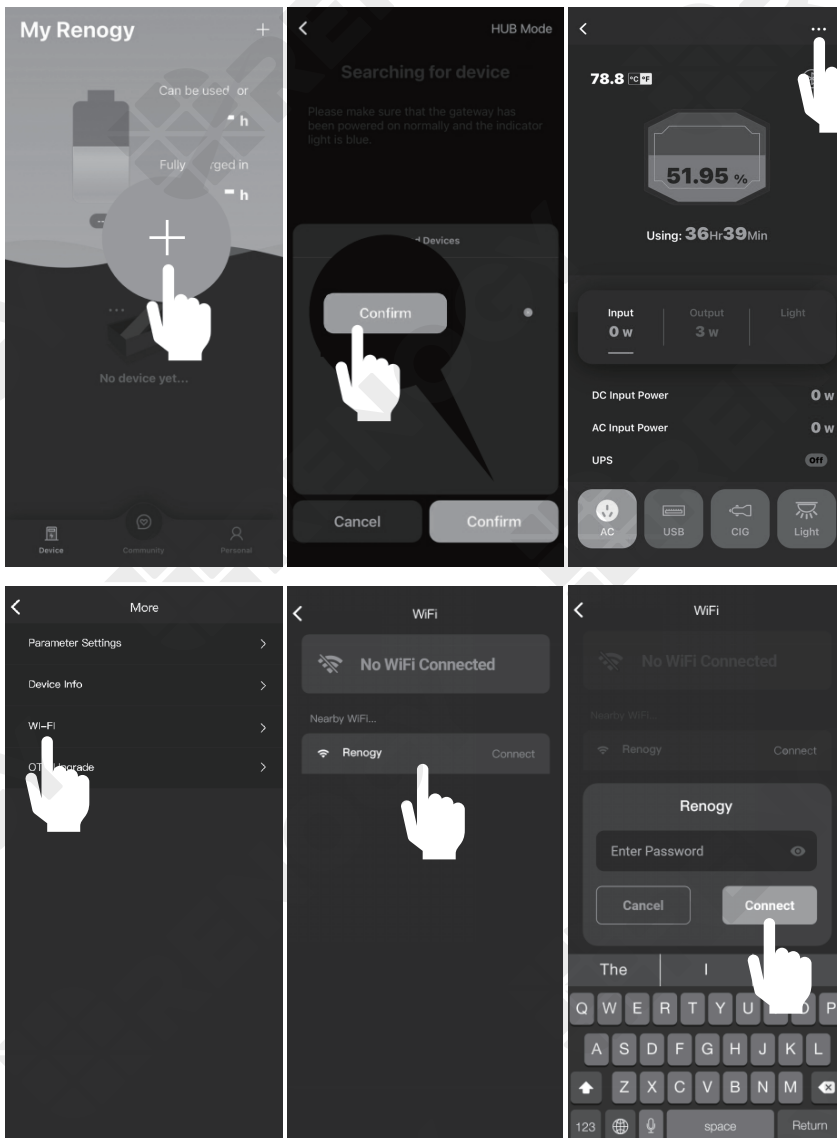 My Renogy +
Can be used or
h
Fully rged in
h
No device yet...
Device
Community
Personal
HUB Mode
Searching for device
Please make sure that the gateway has
been powered on normally and the indicator
light is blue.
Devices
Confirm
Cancel Confirm
78.8 °C °F
51.95 %
Using: 36Hr39Min
Input Output Light
0 w 3 w
DC Input Power 0 w
AC Input Power 0 w
UPS Off
AC USB CIG Light
More
Parameter Settings
Device Info
Wi-Fi
OT Upgrade
WiFi
No WiFi Connected
Nearby WiFi...
Renogy Connect
WiFi
No WiFi Connected
Nearby WiFi...
Renogy Connect
Renogy
Enter Password
Cancel Connect
The I
Q W E R T Y U O P
A S D F G H J K L
Z X C V B N M
123 space Return